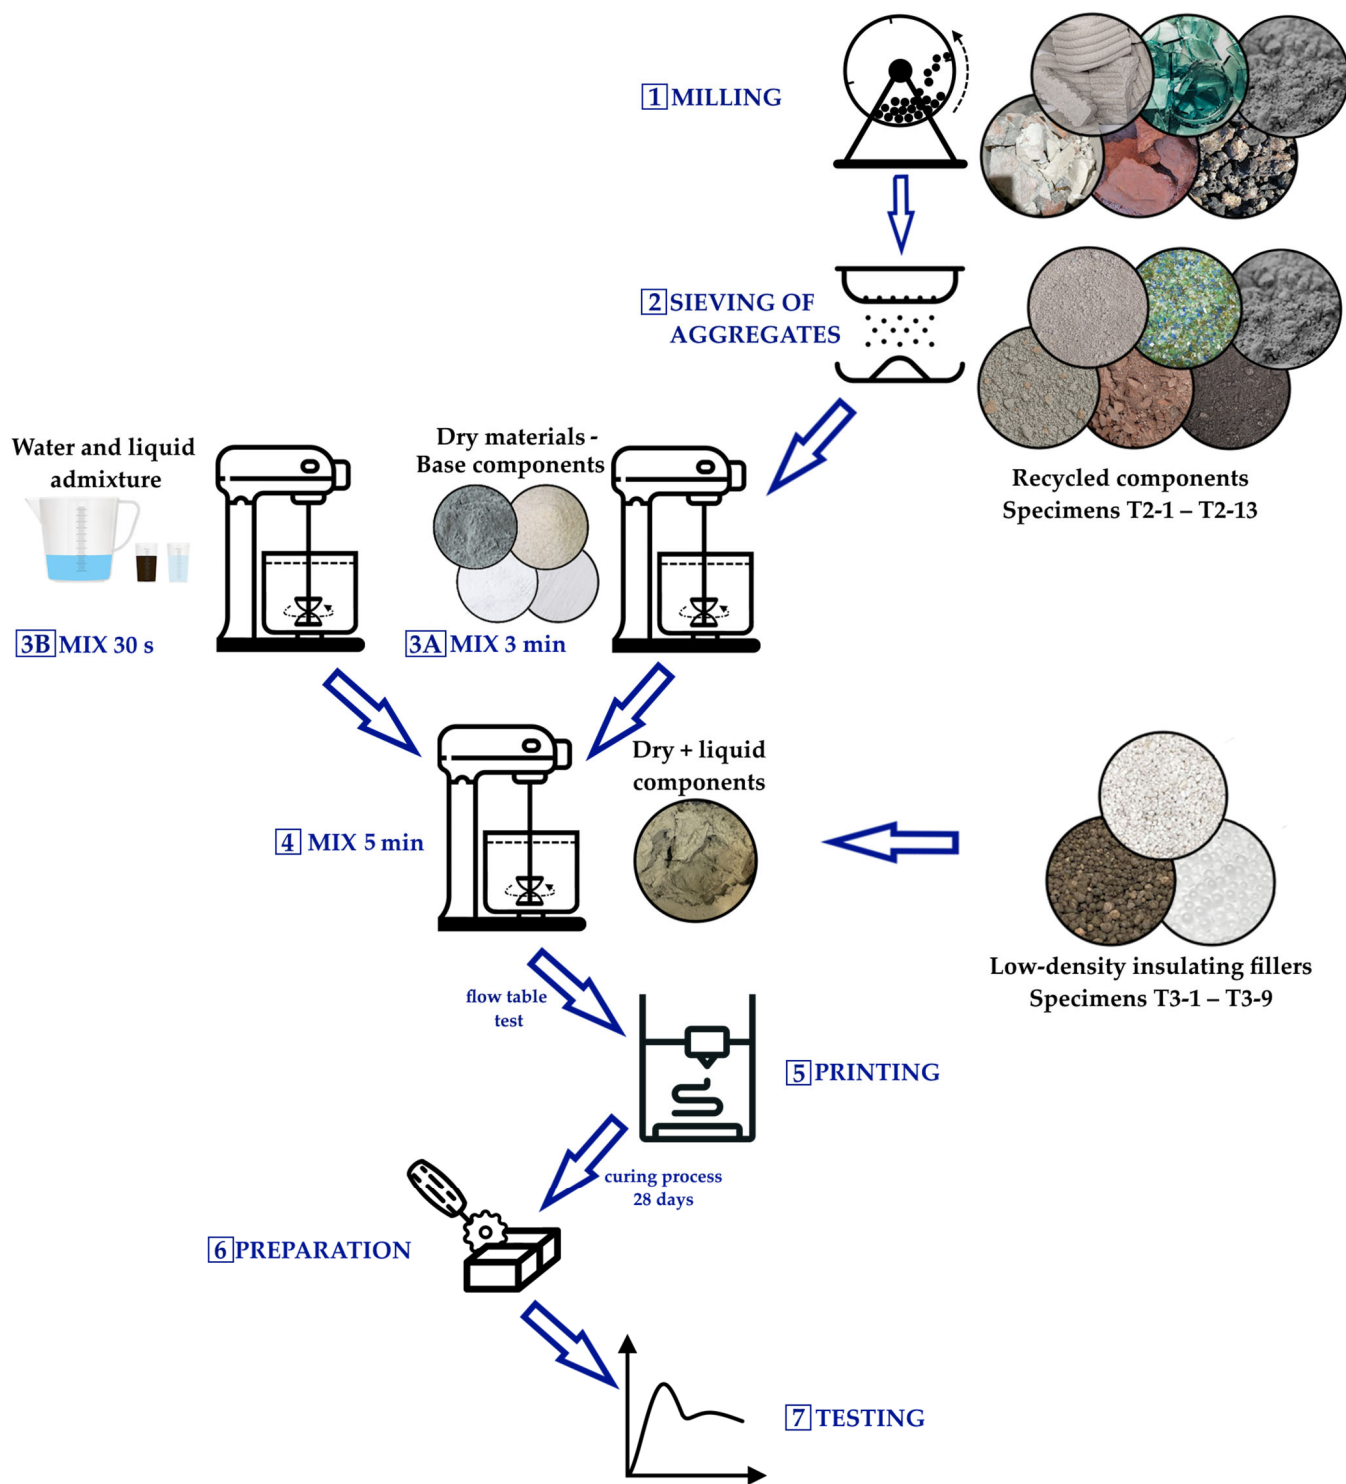 1 MILLING
2 SIEVING OF
AGGREGATES
Recycled components
Specimens T2-1 – T2-13
Water and liquid
admixture
3B MIX 30 s
Dry materials -
Base components
3A MIX 3 min
Dry + liquid
components
4 MIX 5 min
Low-density insulating fillers
Specimens T3-1 – T3-9
flow table
test
5 PRINTING
curing process
28 days
6 PREPARATION
7 TESTING